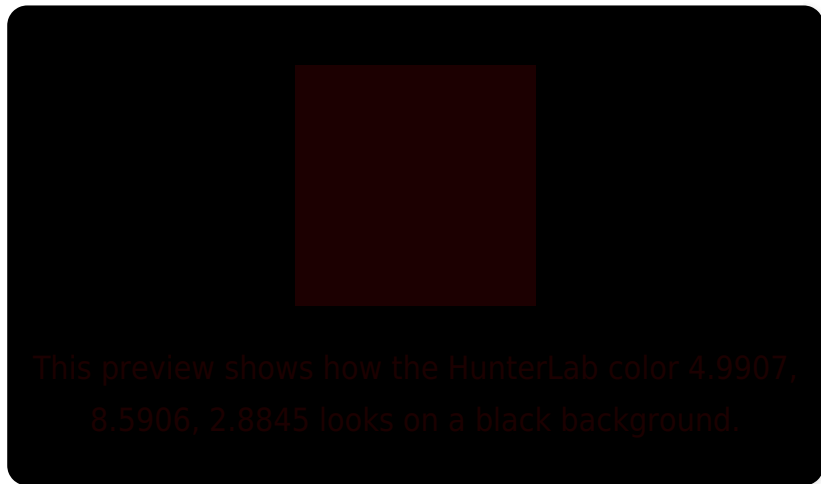 This preview shows how the HunterLab color 4.9907,
8.5906, 2.8845 looks on a black background.